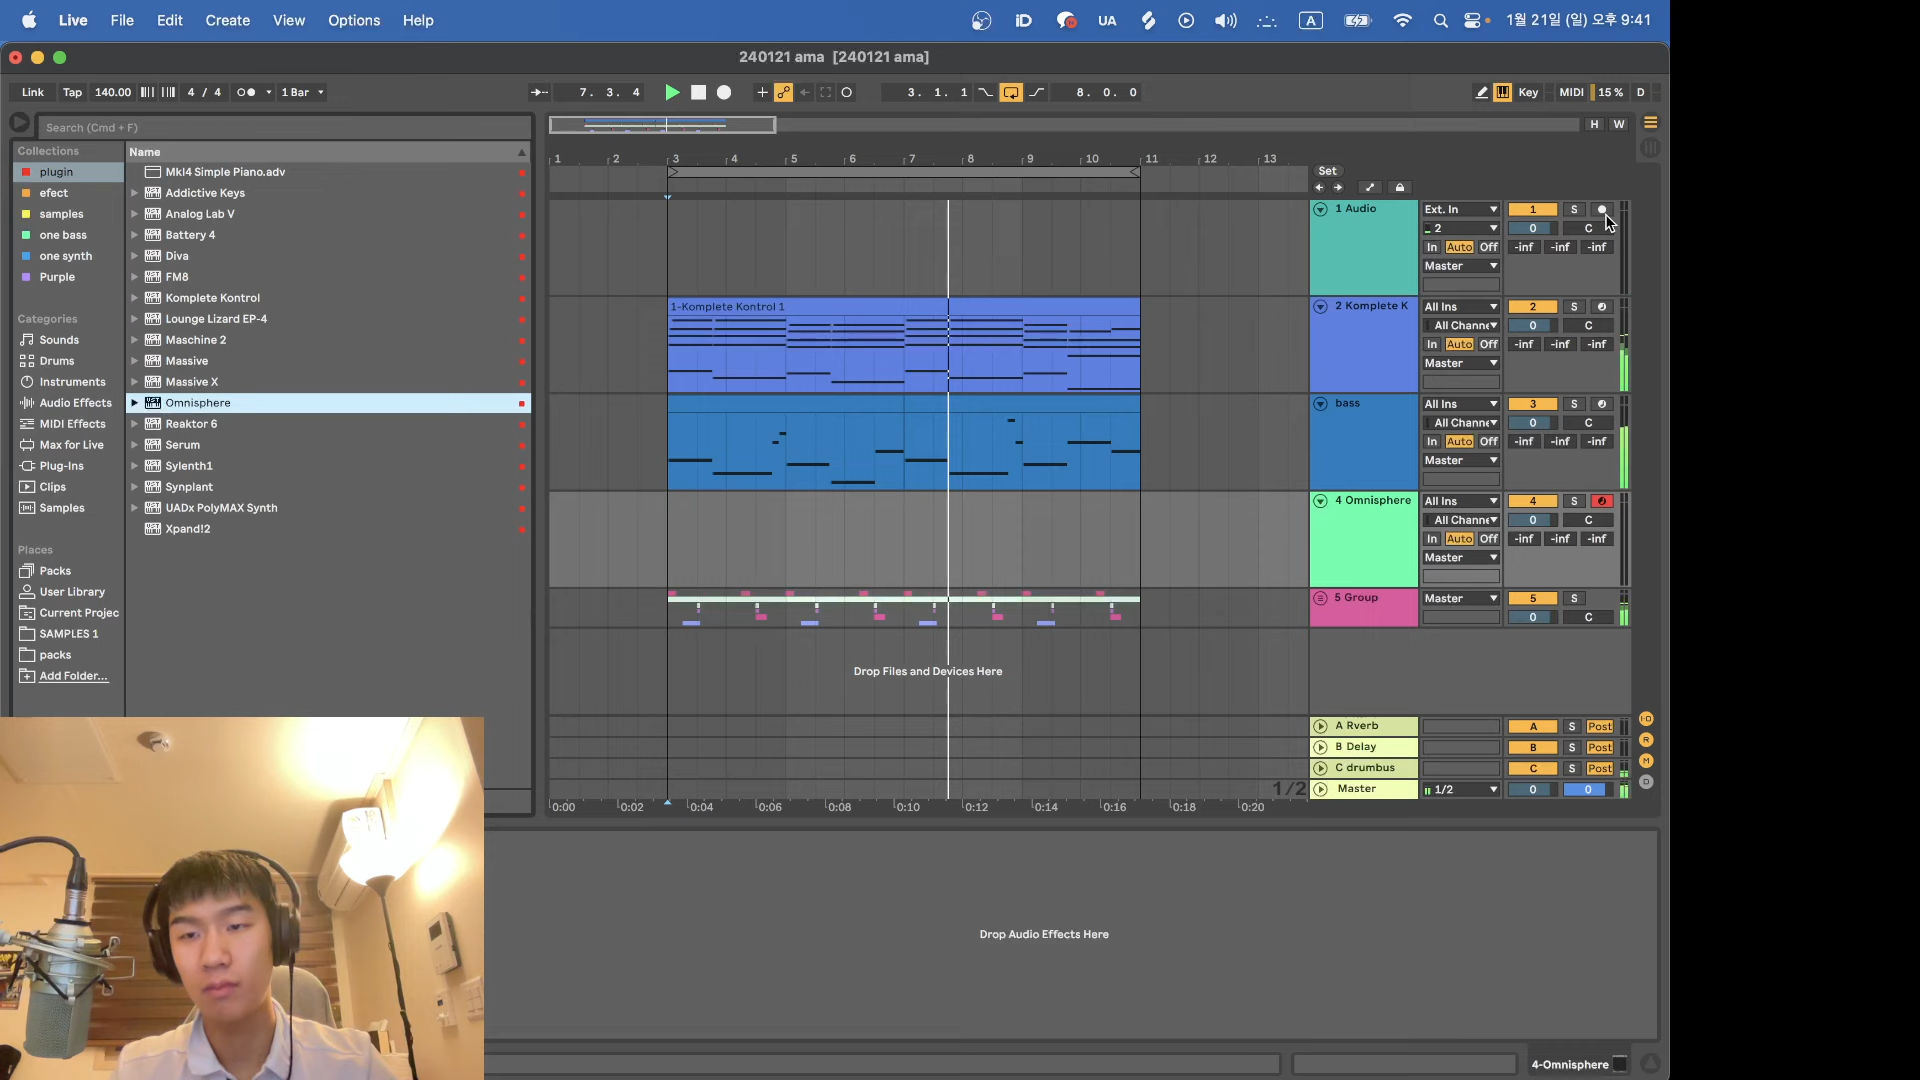 Live File Edit Create View Options Help iD UA A 1월 21일 (일) 오후 9:41
240121 ama [240121 ama]
Link Tap 140.00 4 / 4 1 Bar 7. 3. 4 3. 1. 1 8. 0. 0 Key MIDI 15 % D
Search (Cmd + F)
H W
Collections
plugin
efect
samples
one bass
one synth
Purple
Categories
Sounds
Drums
Instruments
Audio Effects
MIDI Effects
Max for Live
Plug-Ins
Clips
Samples
Places
Packs
User Library
Current Projec
SAMPLES 1
packs
Add Folder...
Name
MkI4 Simple Piano.adv
Addictive Keys
Analog Lab V
Battery 4
Diva
FM8
Komplete Kontrol
Lounge Lizard EP-4
Maschine 2
Massive
Massive X
Omnisphere
Reaktor 6
Serum
Sylenth1
Synplant
UADx PolyMAX Synth
Xpand!2
1 2 3 4 5 6 7 8 9 10 11 12 13
Set
1 Audio Ext. In 1 S
2 0 C
In Auto Off -inf -inf -inf
Master
1-Komplete Kontrol 1
2 Komplete K All Ins 2 S
All Channe 0 C
In Auto Off -inf -inf -inf
Master
bass All Ins 3 S
All Channe 0 C
In Auto Off -inf -inf -inf
Master
4 Omnisphere All Ins 4 S
All Channe 0 C
In Auto Off -inf -inf -inf
Master
5 Group Master 5 S
0 C
Drop Files and Devices Here
A Rverb A S Post
B Delay B S Post
C drumbus C S Post
1/2 Master 1/2 0 0
I·O
R
M
D
0:00 0:02 0:04 0:06 0:08 0:10 0:12 0:14 0:16 0:18 0:20
Drop Audio Effects Here
4-Omnisphere